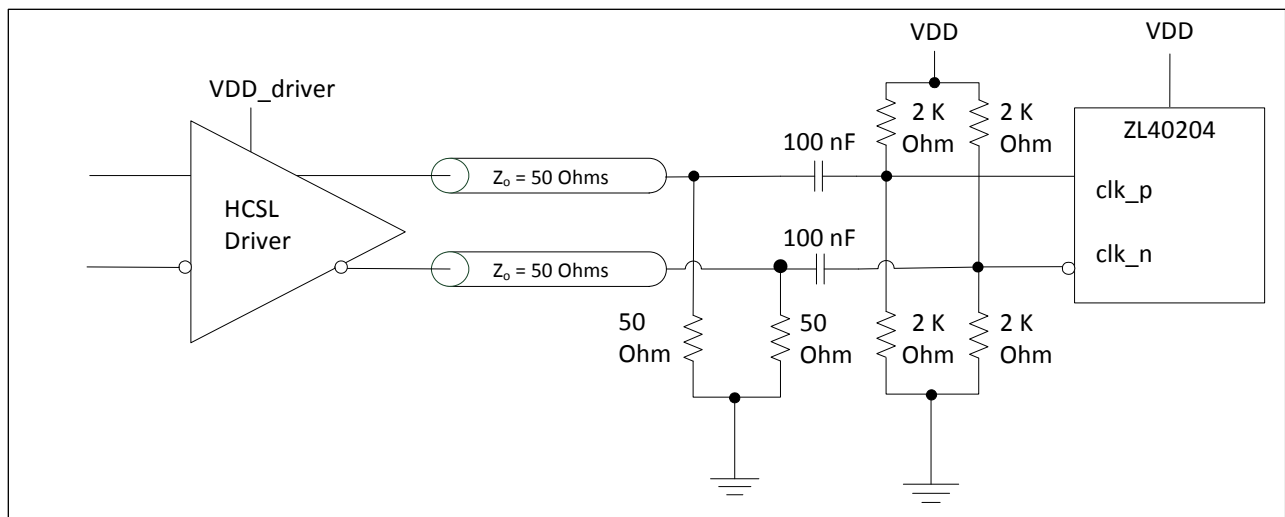 VDD
VDD
VDD_driver
2 K
Ohm
2 K
Ohm
ZL40204
100 nF
Zo = 50 Ohms
clk_p
HCSL
Driver
100 nF
clk_n
Zo = 50 Ohms
50
Ohm
50
Ohm
2 K
Ohm
2 K
Ohm